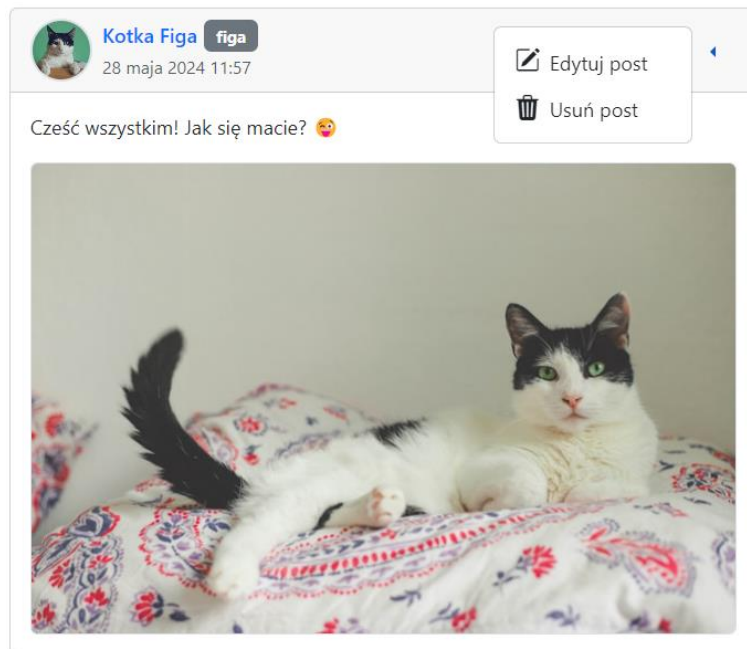 Kotka Figa figa
28 maja 2024 11:57
Edytuj post
Usuń post
Cześć wszystkim! Jak się macie? 😜